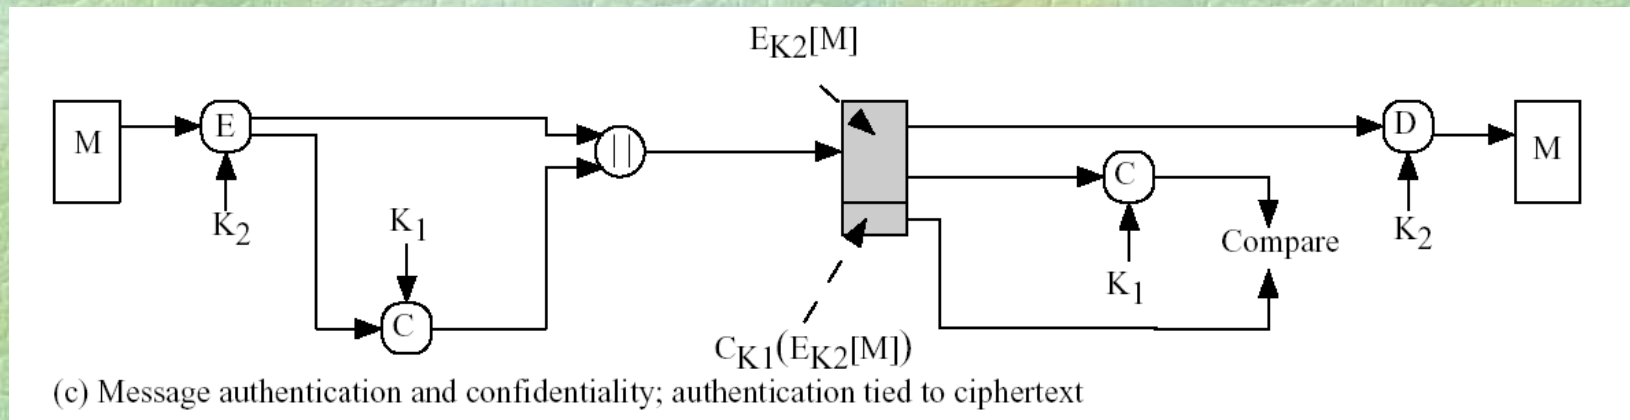 E_K2[M]
M
E
||
D
M
C
K_2
K_1
K_2
Compare
K_1
C
C_K1(E_K2[M])
(c) Message authentication and confidentiality; authentication tied to ciphertext